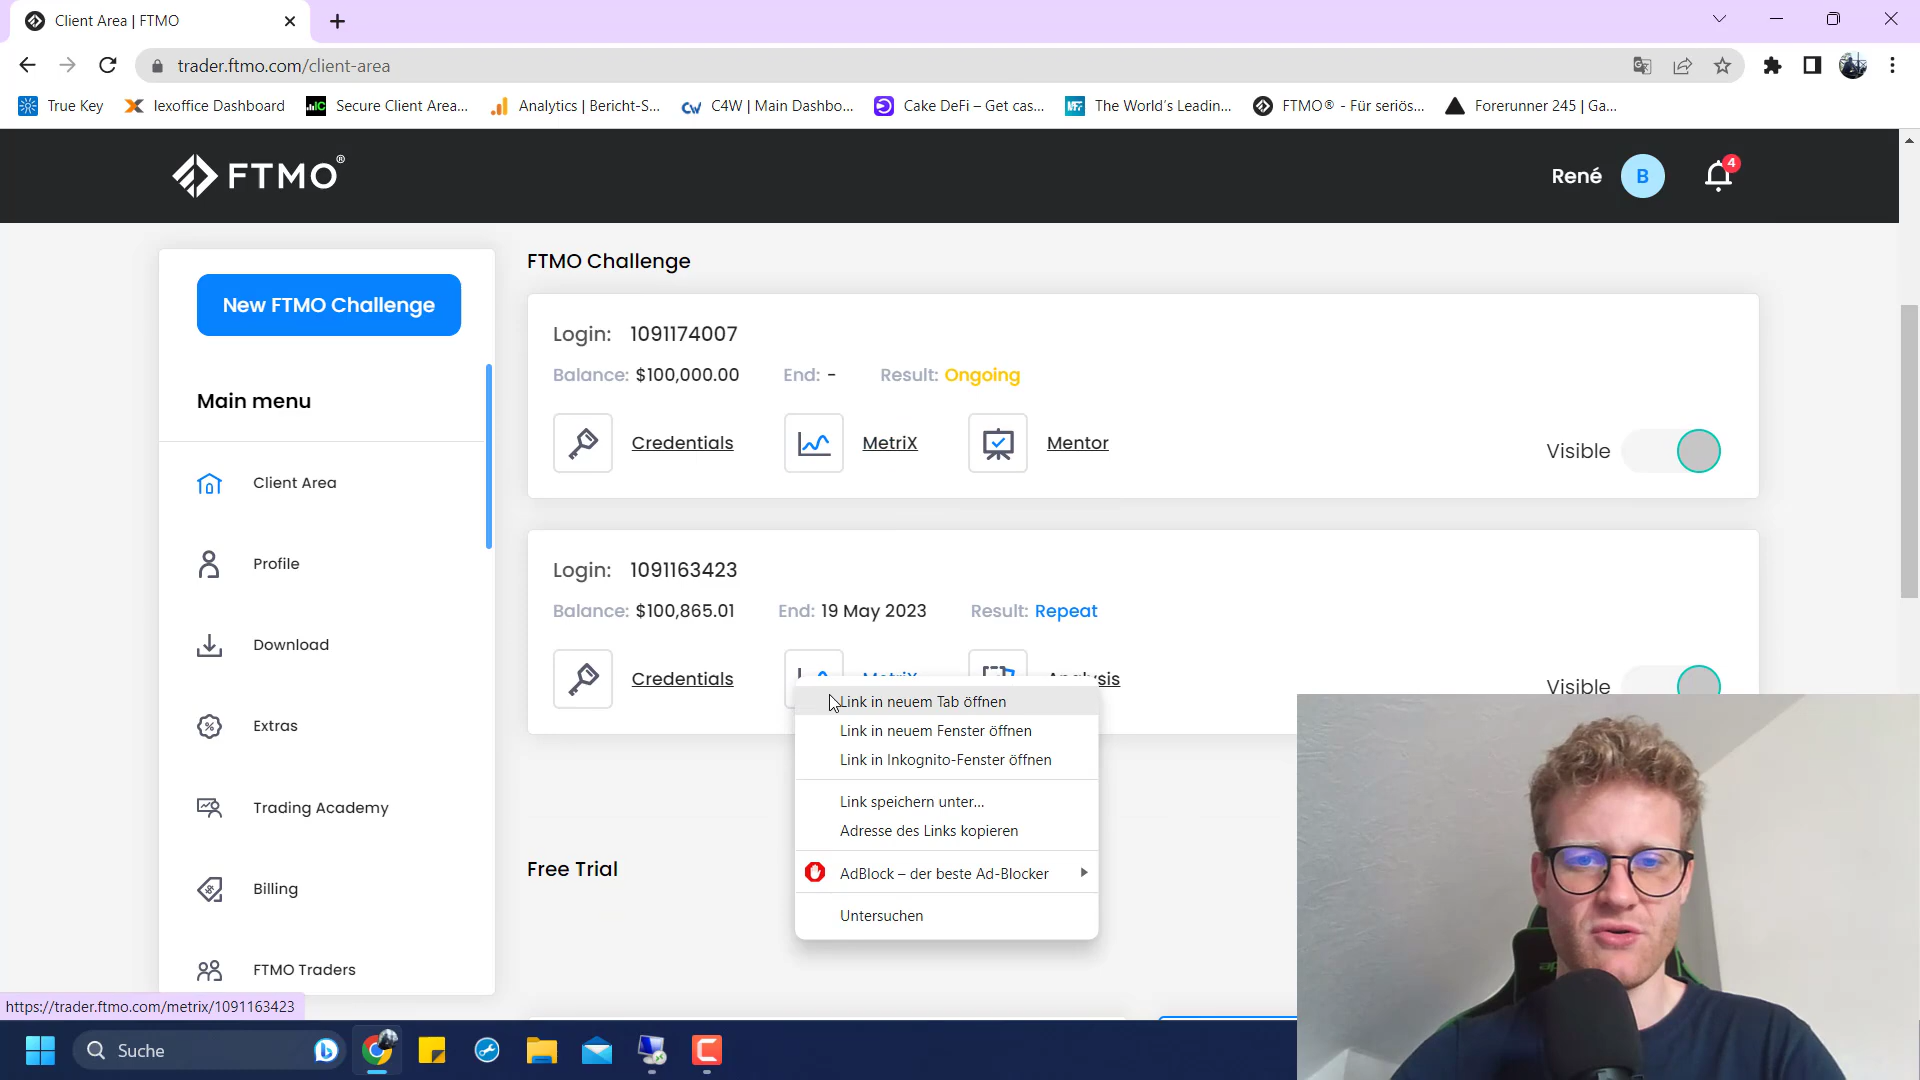 Client Area | FTMO
trader.ftmo.com/client-area
True Key
lexoffice Dashboard
Secure Client Area...
Analytics | Bericht-S...
C4W | Main Dashbo...
Cake DeFi – Get cas...
The World's Leadin...
FTMO® - Für seriös...
Forerunner 245 | Ga...
FTMO®
René
B
4
New FTMO Challenge
Main menu
Client Area
Profile
Download
Extras
Trading Academy
Billing
FTMO Traders
FTMO Challenge
Login: 1091174007
Balance: $100,000.00 End: - Result: Ongoing
Credentials MetriX Mentor
Visible
Login: 1091163423
Balance: $100,865.01 End: 19 May 2023 Result: Repeat
Credentials MetriX Analysis
Visible
Link in neuem Tab öffnen
Link in neuem Fenster öffnen
Link in Inkognito-Fenster öffnen
Link speichern unter...
Adresse des Links kopieren
AdBlock – der beste Ad-Blocker
Untersuchen
Free Trial
https://trader.ftmo.com/metrix/1091163423
Suche